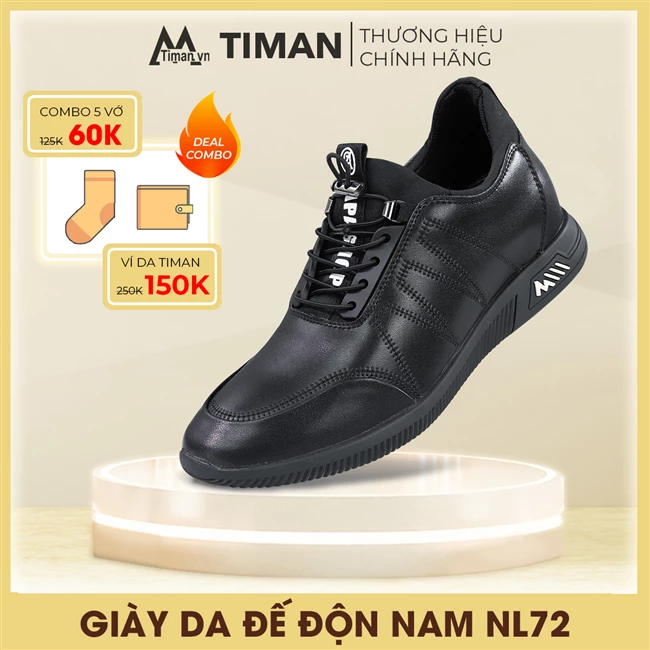 Timan.vn
TIMAN
THƯƠNG HIỆU
CHÍNH HÃNG
COMBO 5 VỚ
125K 60K
DEAL
COMBO
VÍ DA TIMAN
250K 150K
GIÀY DA ĐẾ ĐỘN NAM NL72